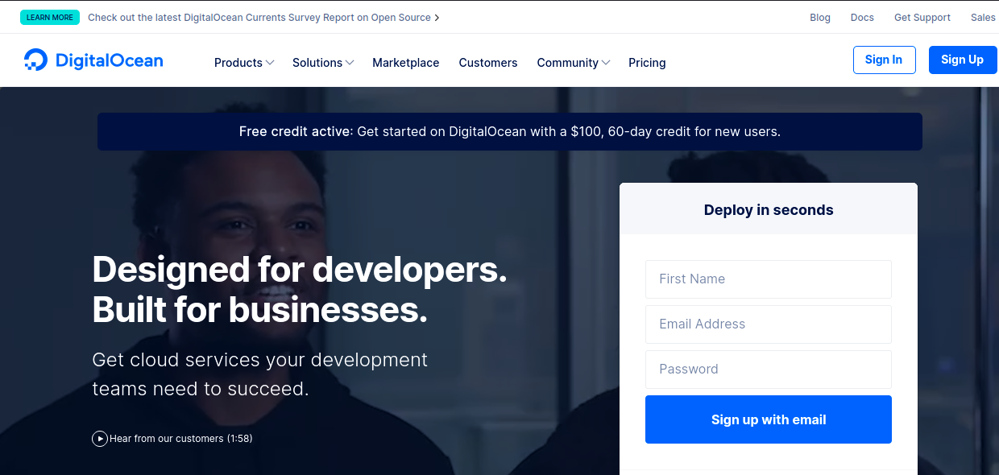 LEARN MORE Check out the latest DigitalOcean Currents Survey Report on Open Source
Blog Docs Get Support Sales
DigitalOcean Products Solutions Marketplace Customers Community Pricing Sign In Sign Up
Free credit active: Get started on DigitalOcean with a $100, 60-day credit for new users.
Designed for developers.
Built for businesses.
Get cloud services your development
teams need to succeed.
Hear from our customers (1:58)
Deploy in seconds
First Name
Email Address
Password
Sign up with email